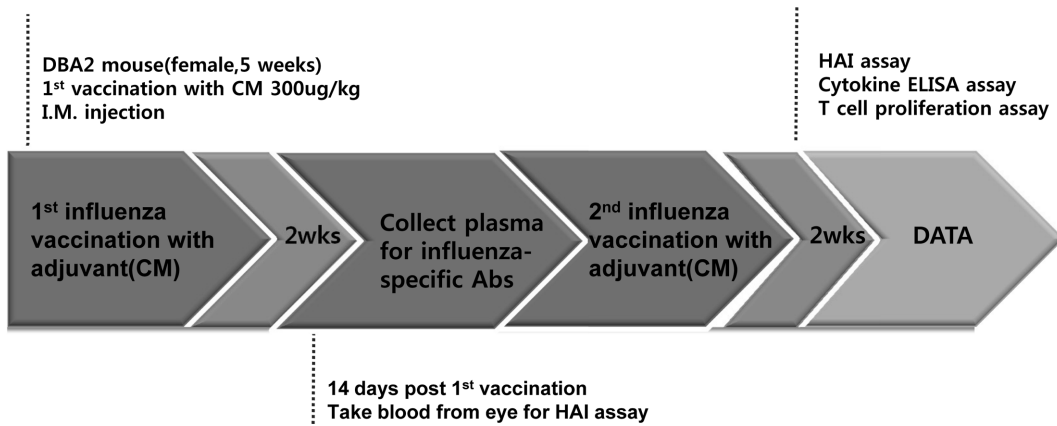 DBA2 mouse(female,5 weeks)
1st vaccination with CM 300ug/kg
I.M. injection
HAI assay
Cytokine ELISA assay
T cell proliferation assay
1st influenza
vaccination with
adjuvant(CM)
2wks
Collect plasma
for influenza-
specific Abs
2nd influenza
vaccination with
adjuvant(CM)
2wks
DATA
14 days post 1st vaccination
Take blood from eye for HAI assay